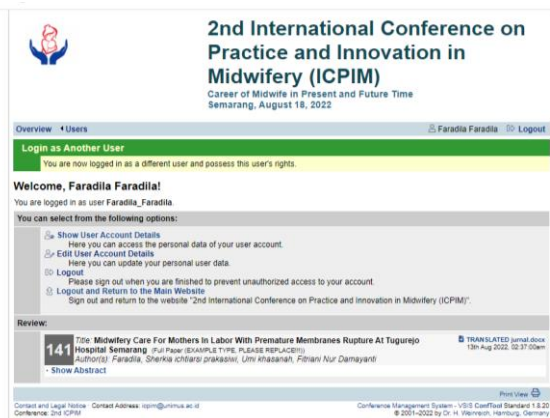 2nd International Conference on
Practice and Innovation in
Midwifery (ICPIM)
Career of Midwife in Present and Future Time
Semarang, August 18, 2022
Overview Users Faradila Faradila Logout
Login as Another User
You are now logged in as a different user and possess this user's rights.
Welcome, Faradila Faradila!
You are logged in as user Faradila_Faradila.
You can select from the following options:
Show User Account Details
Here you can access the personal data of your user account.
Edit User Account Details
Here you can update your personal user data.
Logout
Please sign out when you are finished to prevent unauthorized access to your account.
Logout and Return to the Main Website
Sign out and return to the website "2nd International Conference on Practice and Innovation in Midwifery (ICPIM)".
Review:
141 Title: Midwifery Care For Mothers In Labor With Premature Membranes Rupture At Tugurejo TRANSLATED jurnal.docx
Hospital Semarang (Full Paper (EXAMPLE TYPE, PLEASE REPLACE!!!)) 13th Aug 2022, 02:37:00am
Author(s): Faradila, Sherkia ichtiarsi prakasiwi, Umi khasanah, Fitriani Nur Damayanti
- Show Abstract
Print View
Contact and Legal Notice · Contact Address: icpim@unimus.ac.id Conference Management System - VSIS ConfTool Standard 1.8.20
Conference: 2nd ICPIM © 2001–2022 by Dr. H. Weinreich, Hamburg, Germany